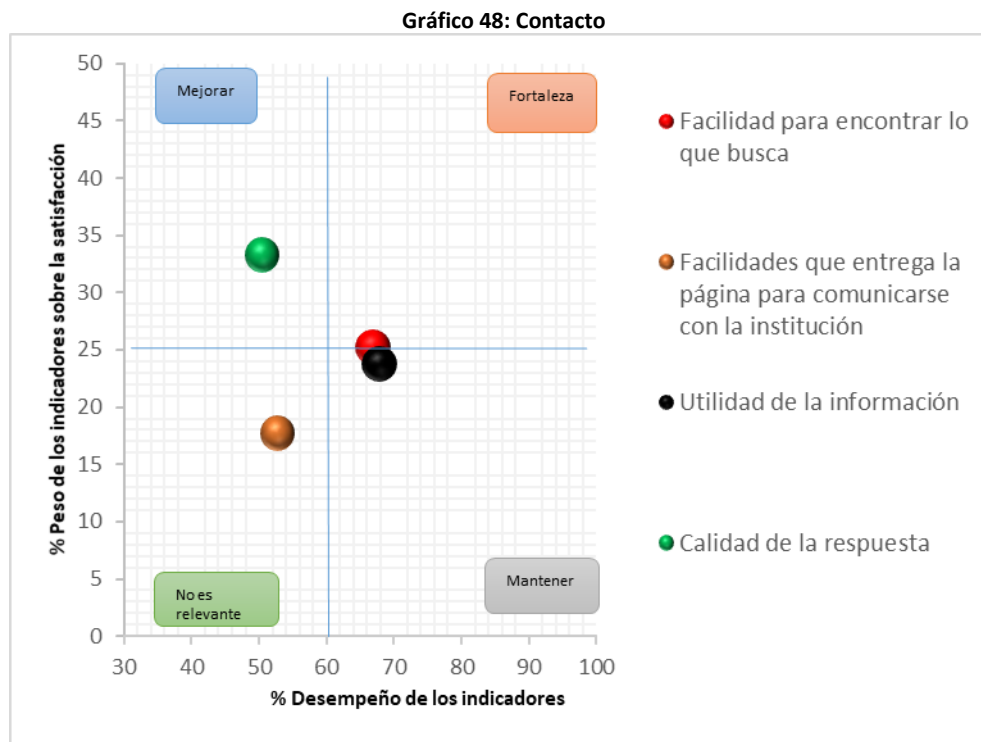 Gráfico 48: Contacto
% Peso de los indicadores sobre la satisfacción
50
45
40
35
30
25
20
15
10
5
0
Mejorar
Fortaleza
No es
relevante
Mantener
30 40 50 60 70 80 90 100
% Desempeño de los indicadores
Facilidad para encontrar lo
que busca
Facilidades que entrega la
página para comunicarse
con la institución
Utilidad de la información
Calidad de la respuesta